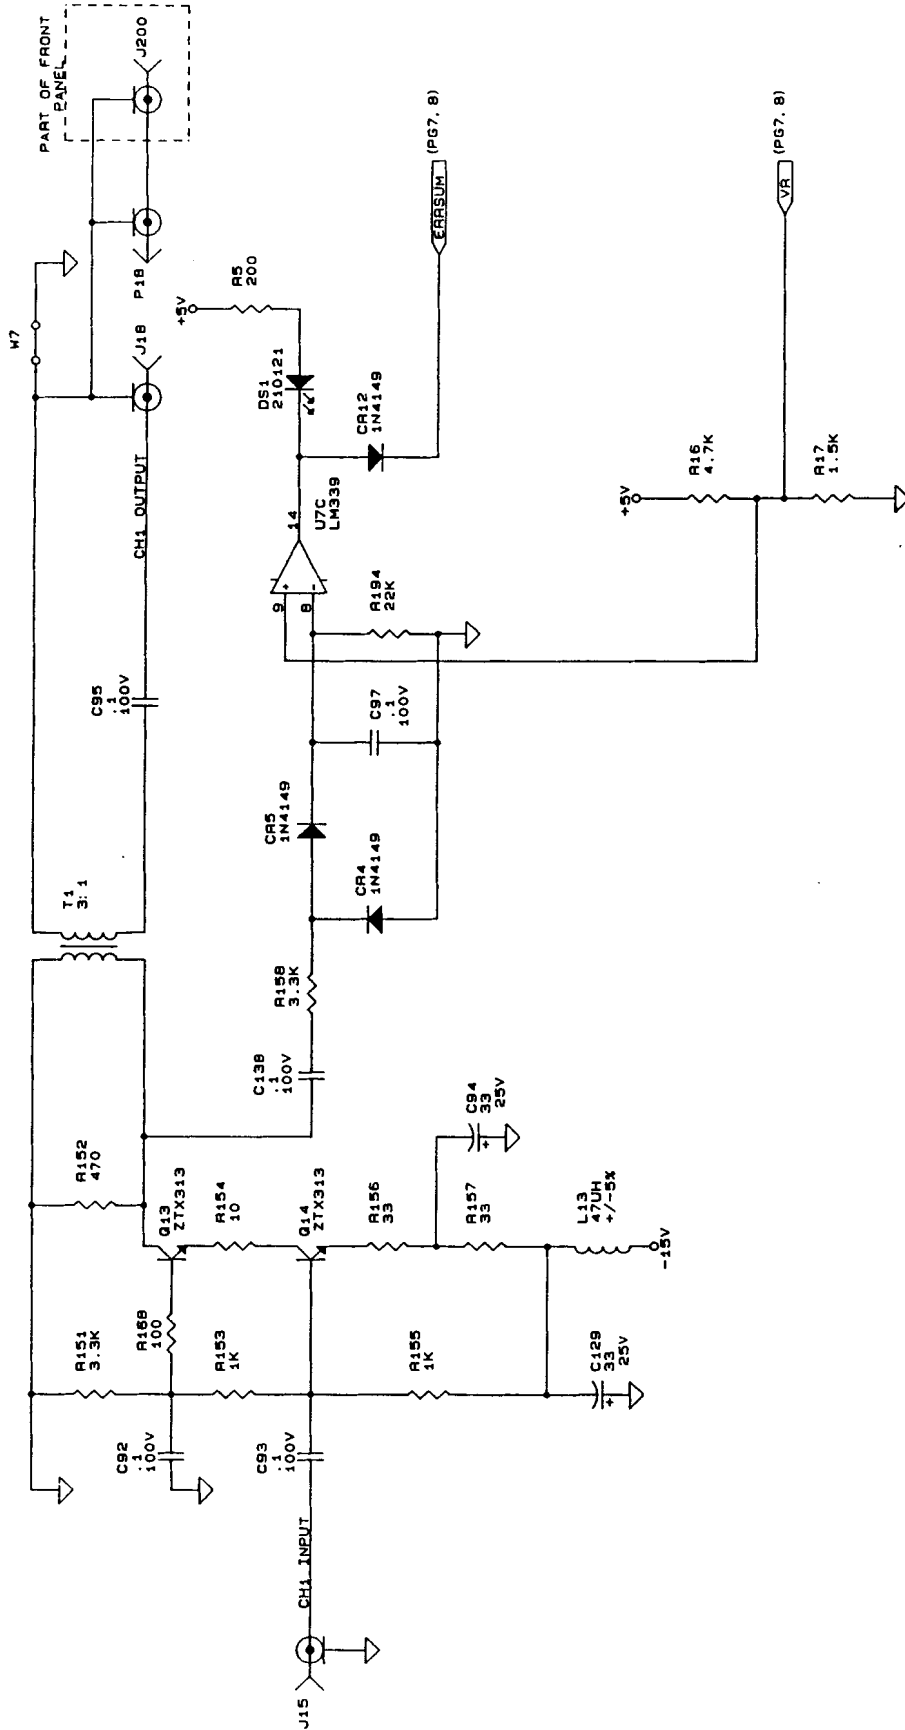 PART OF FRONT
PANEL
J200
W7
P18
J18
CH1 OUTPUT
C95
.1
100V
T1
3:1
+5V
R5
200
DS1
210121
CR12
1N4149
ERRSUM
(PG7, 8)
14
U7C
LM339
9
8
+
-
R194
22K
C97
.1
100V
CR5
1N4149
CR4
1N4149
R158
3.3K
C138
.1
100V
+5V
R16
4.7K
R17
1.5K
VR
(PG7, 8)
R152
470
Q13
ZTX313
R154
10
Q14
ZTX313
R156
33
C94
33
25V
+
R157
33
L13
47UH
+/-5%
-15V
R151
3.3K
R168
100
R153
1K
R155
1K
C129
33
25V
+
C92
.1
100V
C93
.1
100V
CH1 INPUT
J15